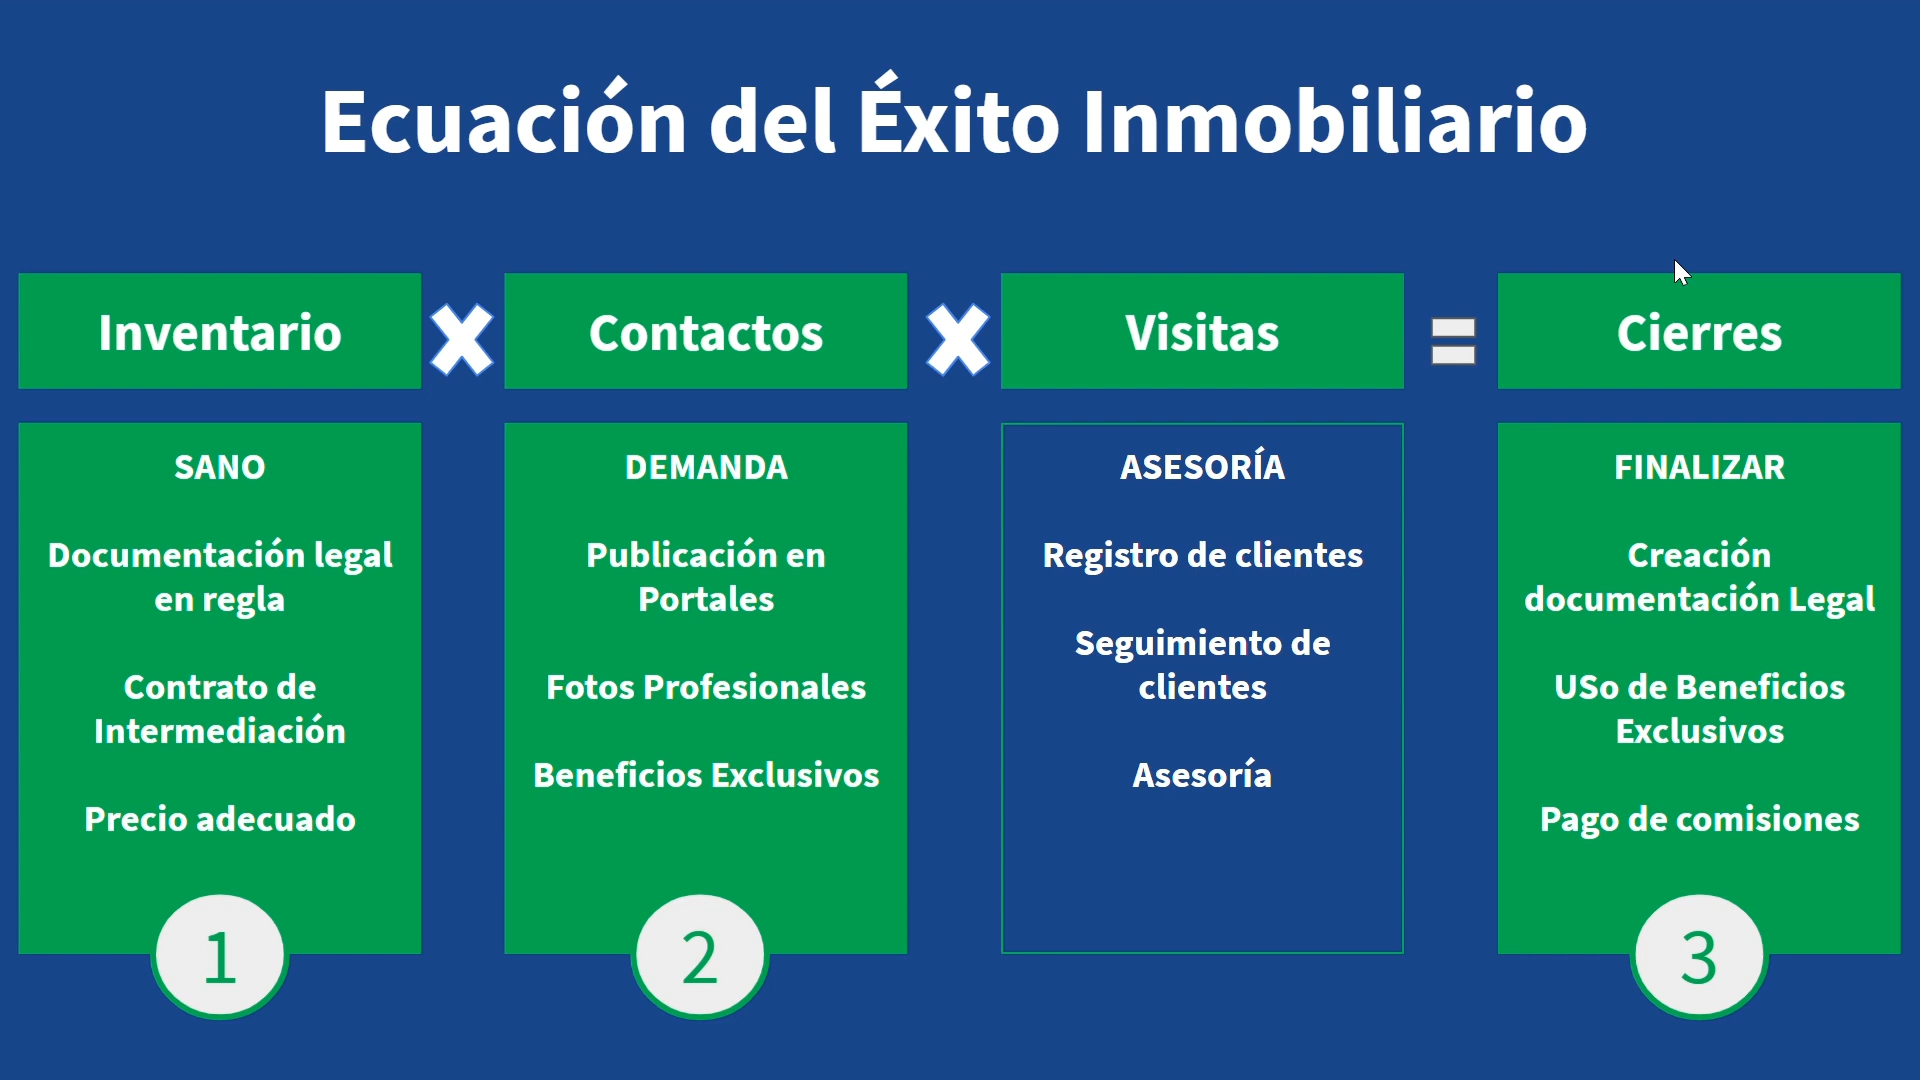 Ecuación del Éxito Inmobiliario
Inventario
Contactos
Visitas
Cierres
SANO
Documentación legal
en regla
Contrato de
Intermediación
Precio adecuado
1
DEMANDA
Publicación en
Portales
Fotos Profesionales
Beneficios Exclusivos
2
ASESORÍA
Registro de clientes
Seguimiento de
clientes
Asesoría
FINALIZAR
Creación
documentación Legal
USo de Beneficios
Exclusivos
Pago de comisiones
3